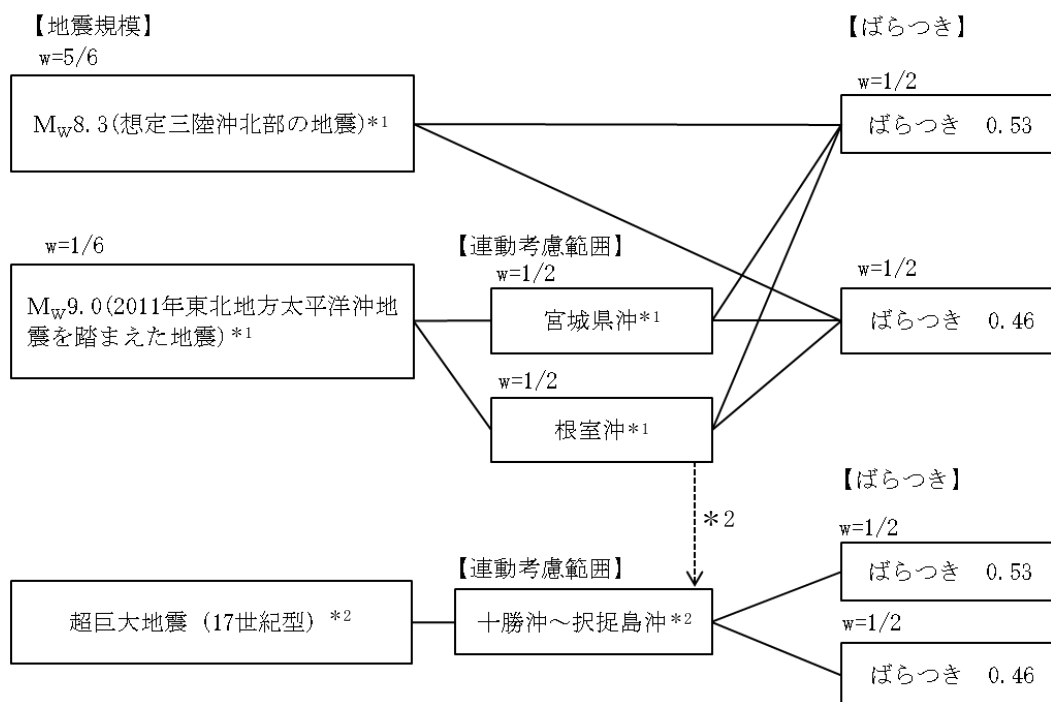 【地震規模】
w=5/6
MW8.3(想定三陸沖北部の地震)*1
【ばらつき】
w=1/2
ばらつき 0.53
w=1/6
MW9.0(2011年東北地方太平洋沖地
震を踏まえた地震)*1
【連動考慮範囲】
w=1/2
宮城県沖*1
w=1/2
根室沖*1
w=1/2
ばらつき 0.46
*2
【ばらつき】
w=1/2
ばらつき 0.53
【連動考慮範囲】
超巨大地震(17世紀型)*2
十勝沖～択捉島沖*2
w=1/2
ばらつき 0.46